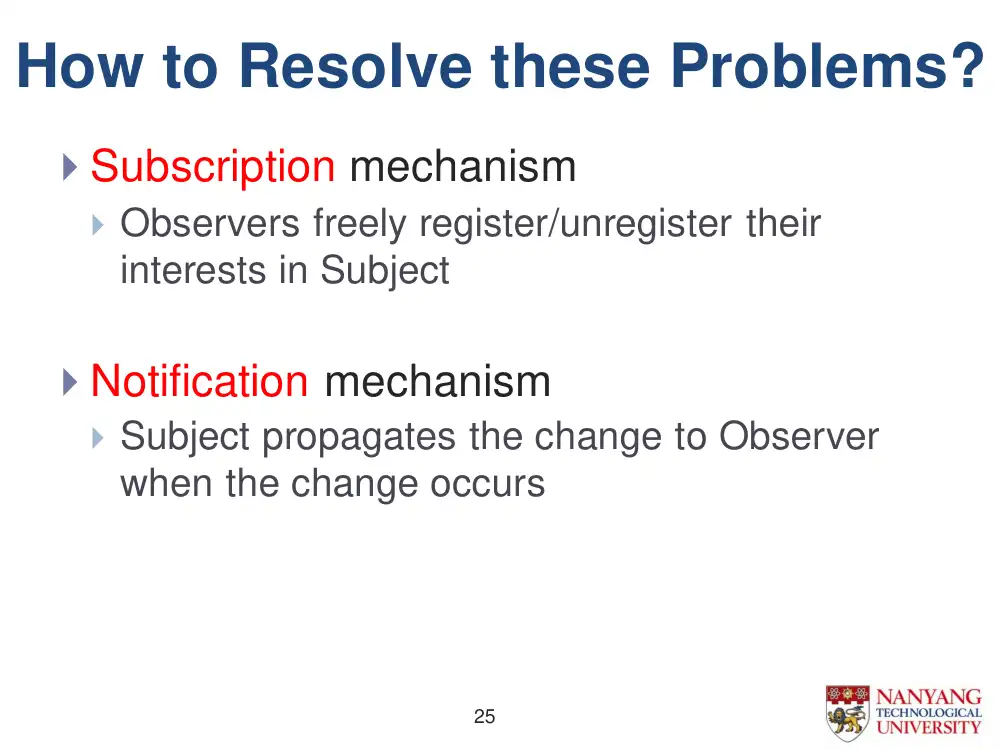 How to Resolve these Problems?
Subscription mechanism
Observers freely register/unregister their
interests in Subject
Notification mechanism
Subject propagates the change to Observer
when the change occurs
25
NANYANG
TECHNOLOGICAL
UNIVERSITY